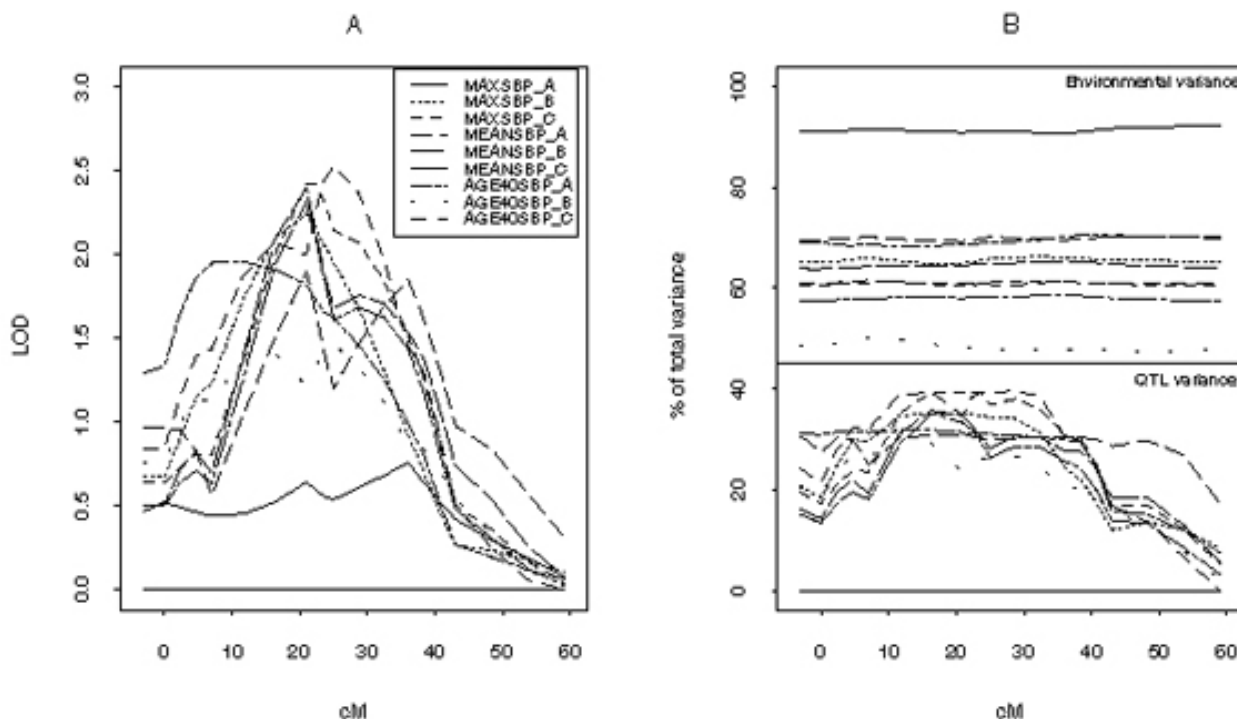 A
LOD
3.0
2.5
2.0
1.5
1.0
0.5
0.0
MAXSBP_A
MAXSBP_B
MAXSBP_C
MEANSBP_A
MEANSBP_B
MEANSBP_C
AGE40SBP_A
AGE40SBP_B
AGE40SBP_C
0 10 20 30 40 50 60
cM
B
% of total variance
100
80
60
40
20
0
Environmental variance
QTL variance
0 10 20 30 40 50 60
cM